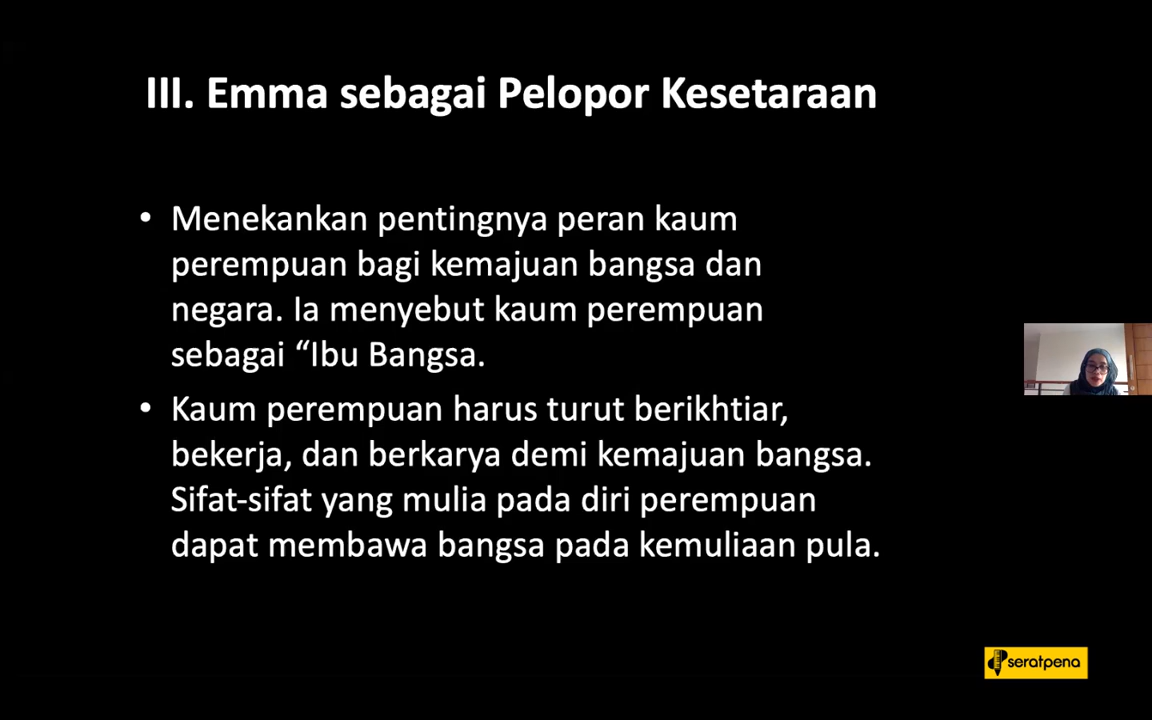 III. Emma sebagai Pelopor Kesetaraan
• Menekankan pentingnya peran kaum
perempuan bagi kemajuan bangsa dan
negara. Ia menyebut kaum perempuan
sebagai “Ibu Bangsa.
• Kaum perempuan harus turut berikhtiar,
bekerja, dan berkarya demi kemajuan bangsa.
Sifat-sifat yang mulia pada diri perempuan
dapat membawa bangsa pada kemuliaan pula.
seratpena